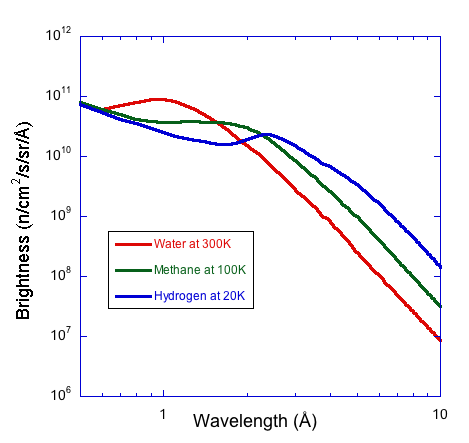 10¹²
10¹¹
10¹⁰
10⁹
10⁸
10⁷
10⁶
Brightness (n/cm²/s/sr/Å)
Water at 300K
Methane at 100K
Hydrogen at 20K
1
10
Wavelength (Å)